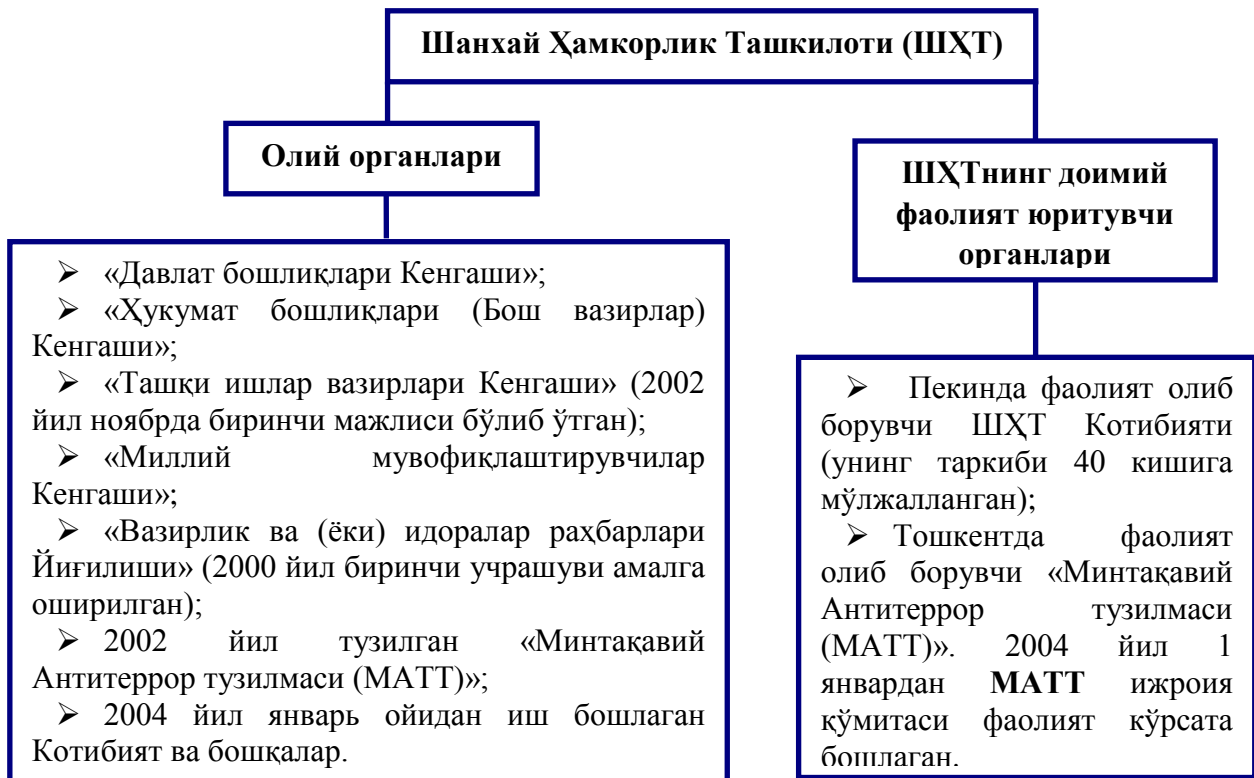 Шанхай Ҳамкорлик Ташкилоти (ШҲТ)
Олий органлари
➢ «Давлат бошлиқлари Кенгаши»;
➢ «Ҳукумат бошлиқлари (Бош вазирлар)
Кенгаши»;
➢ «Ташқи ишлар вазирлари Кенгаши» (2002
йил ноябрда биринчи мажлиси бўлиб ўтган);
➢ «Миллий мувофиқлаштирувчилар
Кенгаши»;
➢ «Вазирлик ва (ёки) идоралар раҳбарлари
Йиғилиши» (2000 йил биринчи учрашуви амалга
оширилган);
➢ 2002 йил тузилган «Минтақавий
Антитеррор тузилмаси (МАТТ)»;
➢ 2004 йил январь ойидан иш бошлаган
Котибият ва бошқалар.
ШҲТнинг доимий
фаолият юритувчи
органлари
➢ Пекинда фаолият олиб
борувчи ШҲТ Котибияти
(унинг таркиби 40 кишига
мўлжалланган);
➢ Тошкентда фаолият
олиб борувчи «Минтақавий
Антитеррор тузилмаси
(МАТТ)». 2004 йил 1
январдан МАТТ ижроия
қўмитаси фаолият кўрсата
бошлаган.